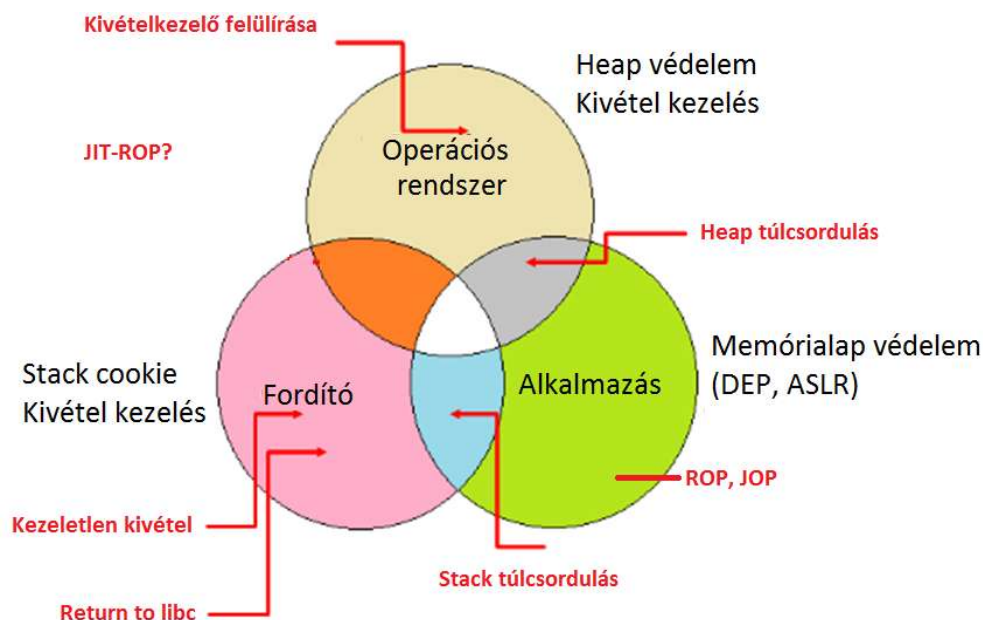 Kivételkezelő felülírása
Heap védelem
Kivétel kezelés
JIT-ROP?
Operációs
rendszer
Heap túlcsordulás
Memórialap védelem
(DEP, ASLR)
Stack cookie
Kivétel kezelés
Fordító
Alkalmazás
ROP, JOP
Kezeletlen kivétel
Stack túlcsordulás
Return to libc